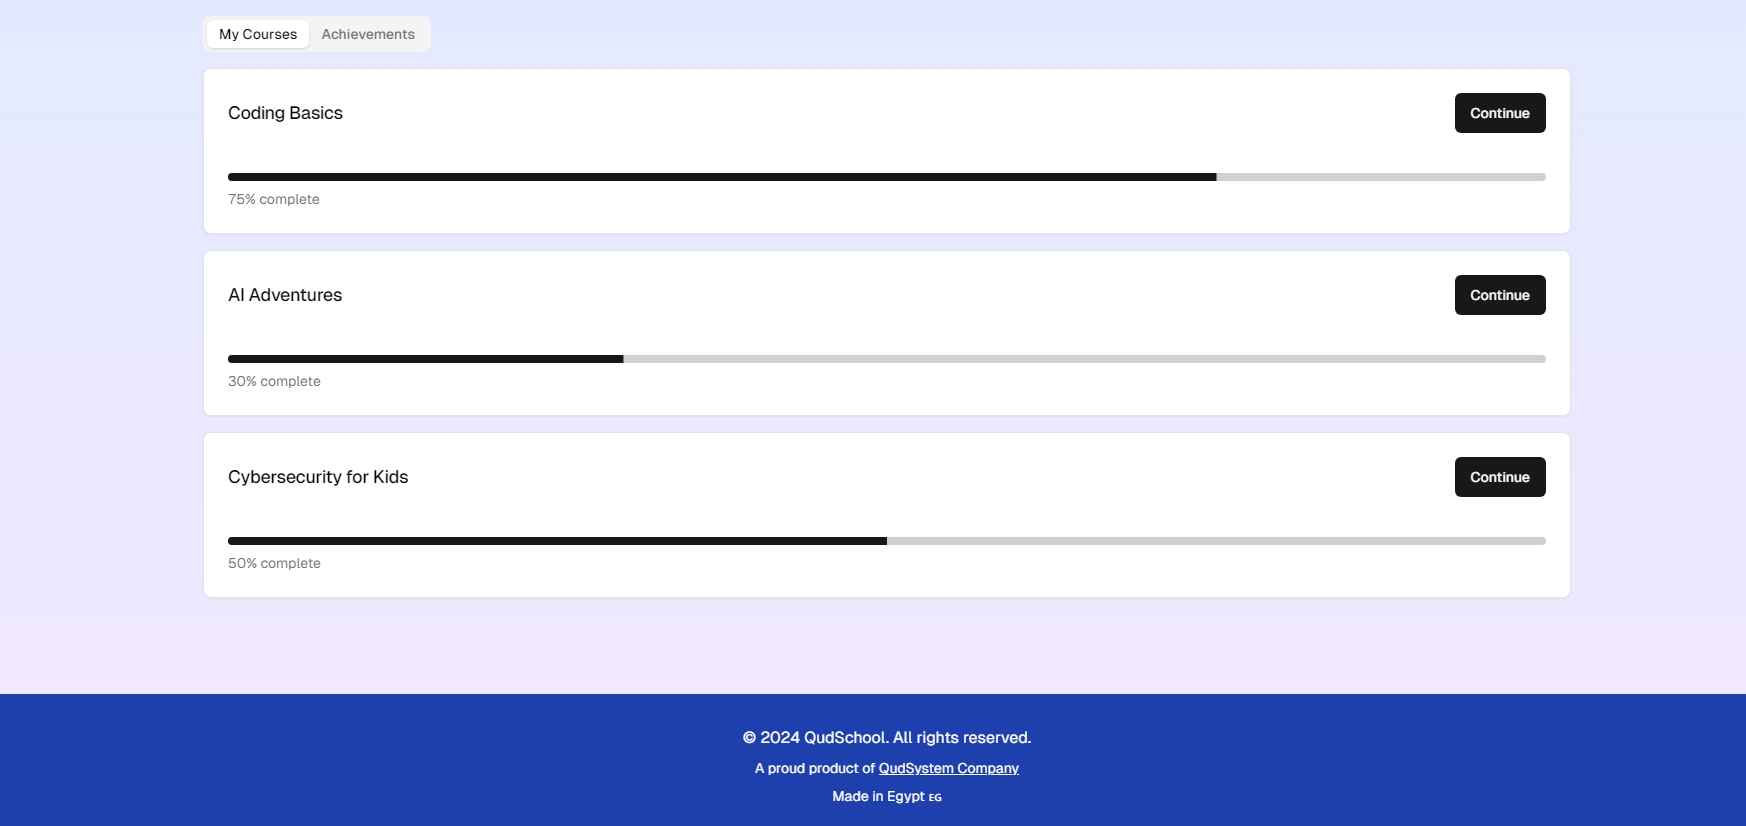 My Courses Achievements
Coding Basics Continue
75% complete
AI Adventures Continue
30% complete
Cybersecurity for Kids Continue
50% complete
© 2024 QudSchool. All rights reserved.
A proud product of QudSystem Company
Made in Egypt EG